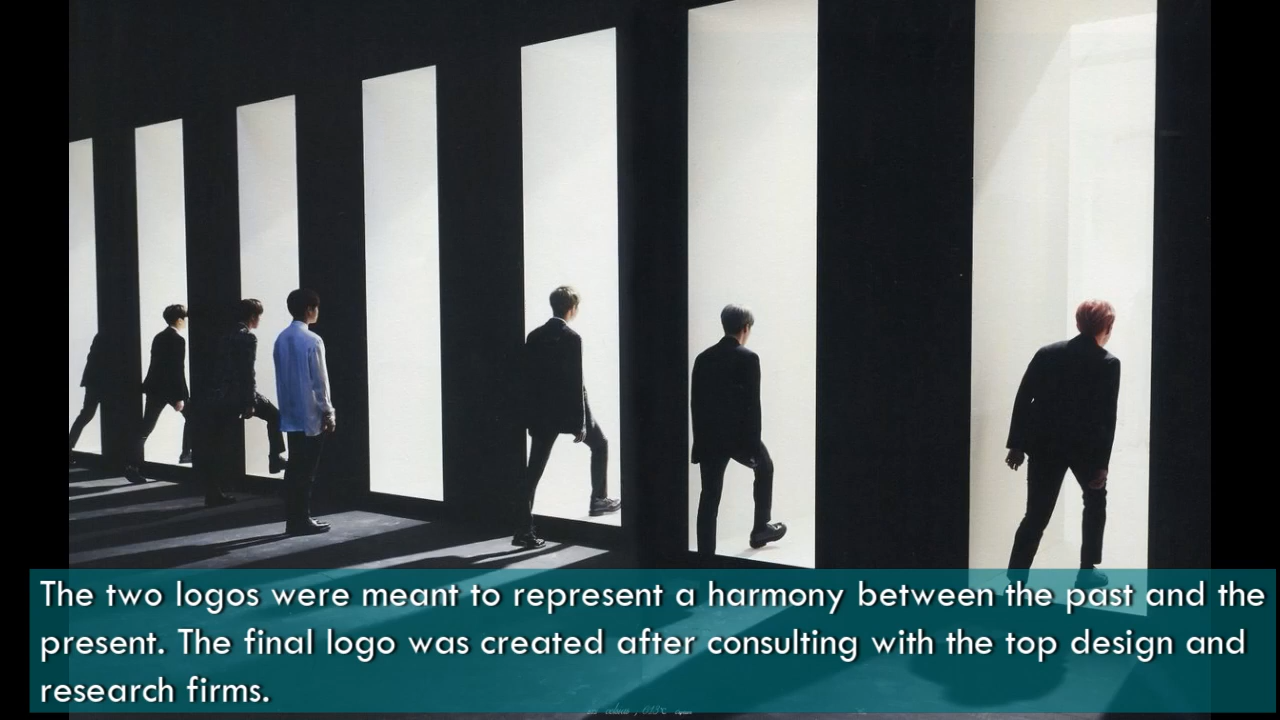 The two logos were meant to represent a harmony between the past and the
present. The final logo was created after consulting with the top design and
research firms.